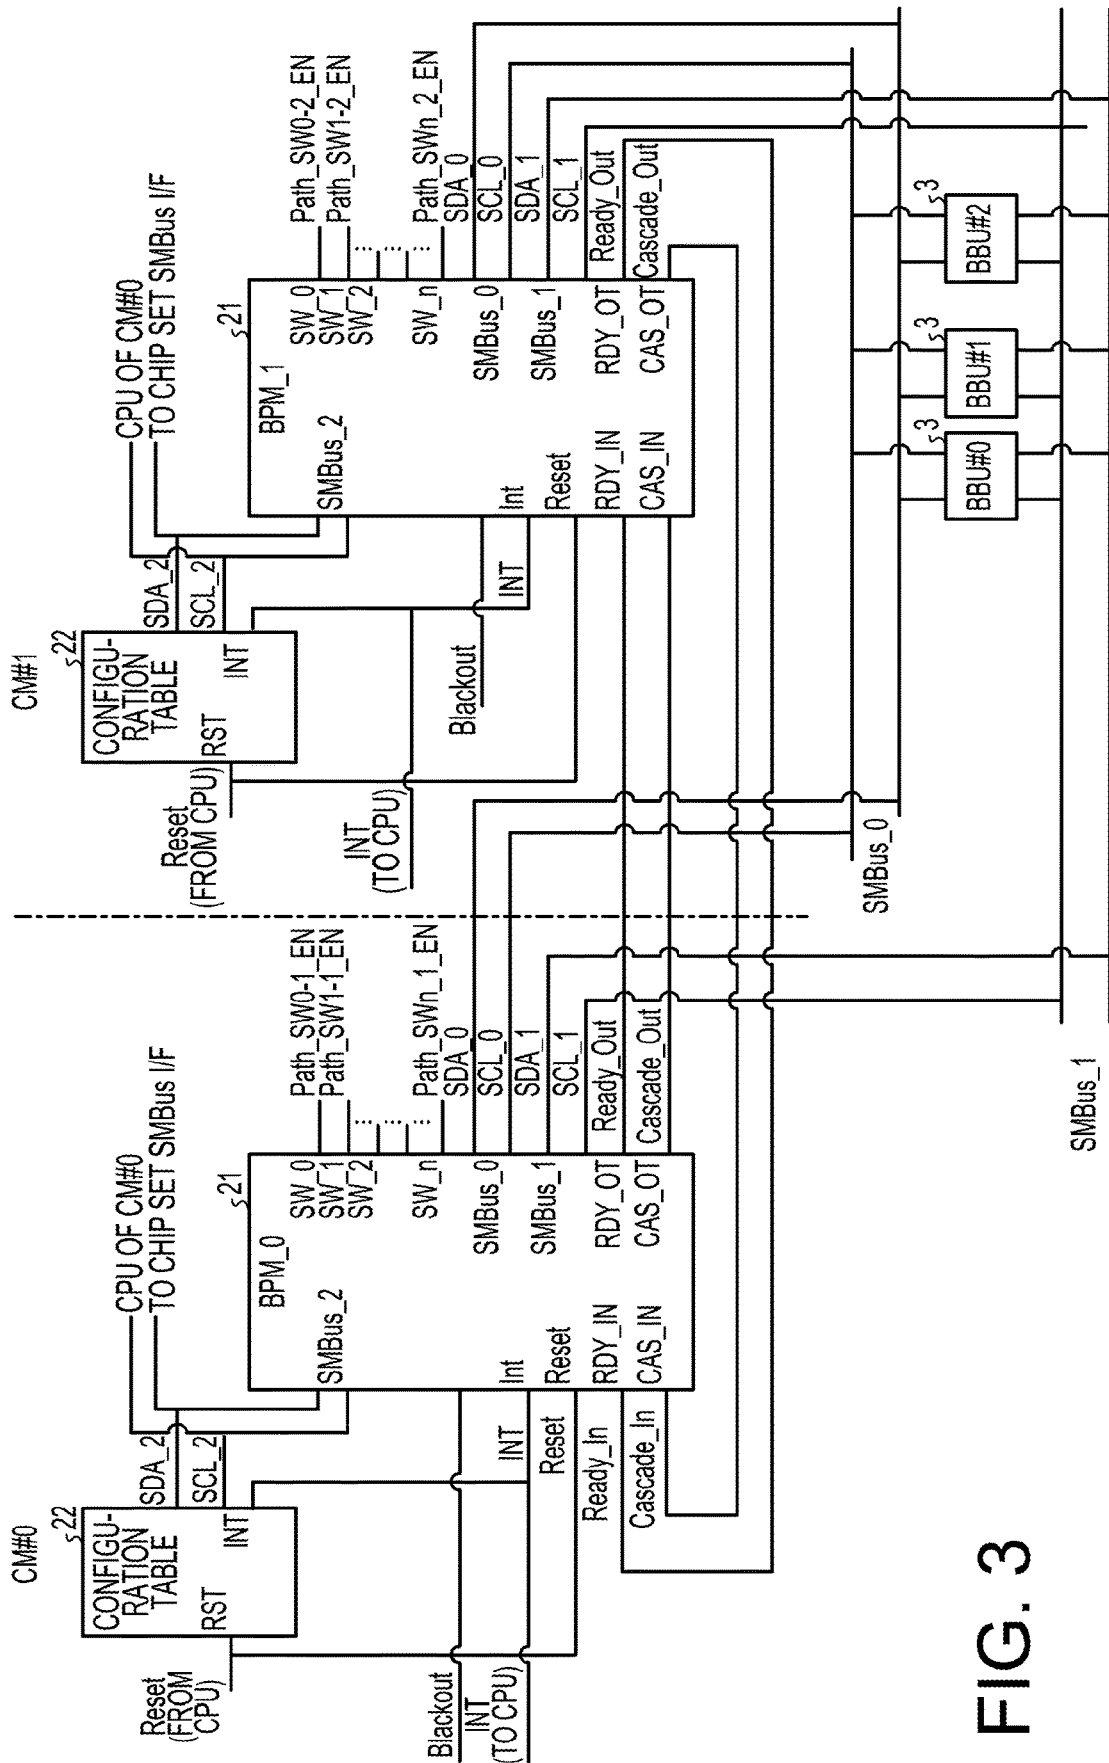 CM#0
CONFIGU-
RATION
TABLE
22
RST
INT
SDA_2
SCL_2
Reset
(FROM
CPU)
CPU OF CM#0
TO CHIP SET SMBus I/F
BPM_0
21
SMBus_2
Int
Reset
RDY_IN
CAS_IN
SW_0
SW_1
SW_2
SW_n
SMBus_0
SMBus_1
RDY_OT
CAS_OT
Blackout
INT
(TO CPU)
INT
Reset
Ready_In
Cascade_In
Path_SW0-1_EN
Path_SW1-1_EN
Path_SWn_1_EN
SDA_0
SCL_0
SDA_1
SCL_1
Ready_Out
Cascade_Out
CM#1
CONFIGU-
RATION
TABLE
22
RST
INT
SDA_2
SCL_2
Reset
(FROM CPU)
CPU OF CM#0
TO CHIP SET SMBus I/F
BPM_1
21
SMBus_2
Int
Reset
RDY_IN
CAS_IN
SW_0
SW_1
SW_2
SW_n
SMBus_0
SMBus_1
RDY_OT
CAS_OT
INT
(TO CPU)
Blackout
INT
Path_SW0-2_EN
Path_SW1-2_EN
Path_SWn_2_EN
SDA_0
SCL_0
SDA_1
SCL_1
Ready_Out
Cascade_Out
SMBus_0
BBU#0
3
BBU#1
3
BBU#2
3
SMBus_1
FIG. 3